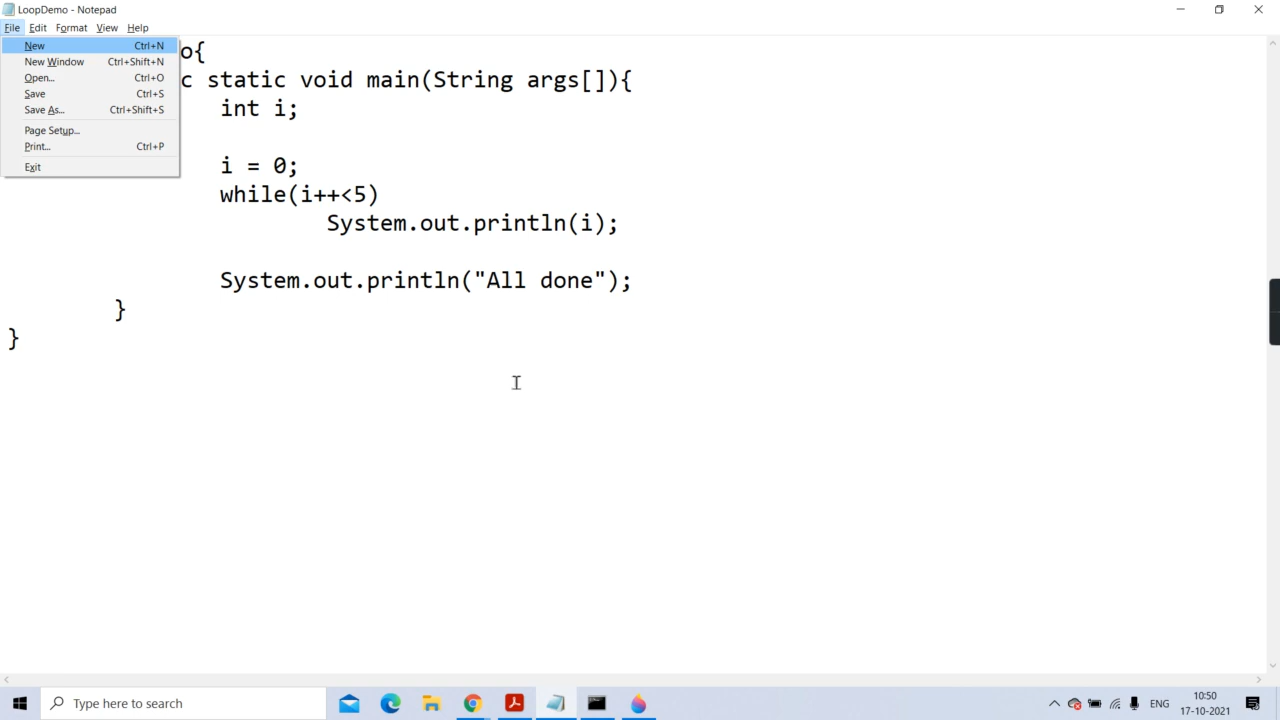 LoopDemo - Notepad
File Edit Format View Help
New Ctrl+N
New Window Ctrl+Shift+N
Open... Ctrl+O
Save Ctrl+S
Save As... Ctrl+Shift+S
Page Setup...
Print... Ctrl+P
Exit
o{
c static void main(String args[]){
int i;
i = 0;
while(i++<5)
System.out.println(i);
System.out.println("All done");
}
}
Type here to search
ENG
10:50
17-10-2021